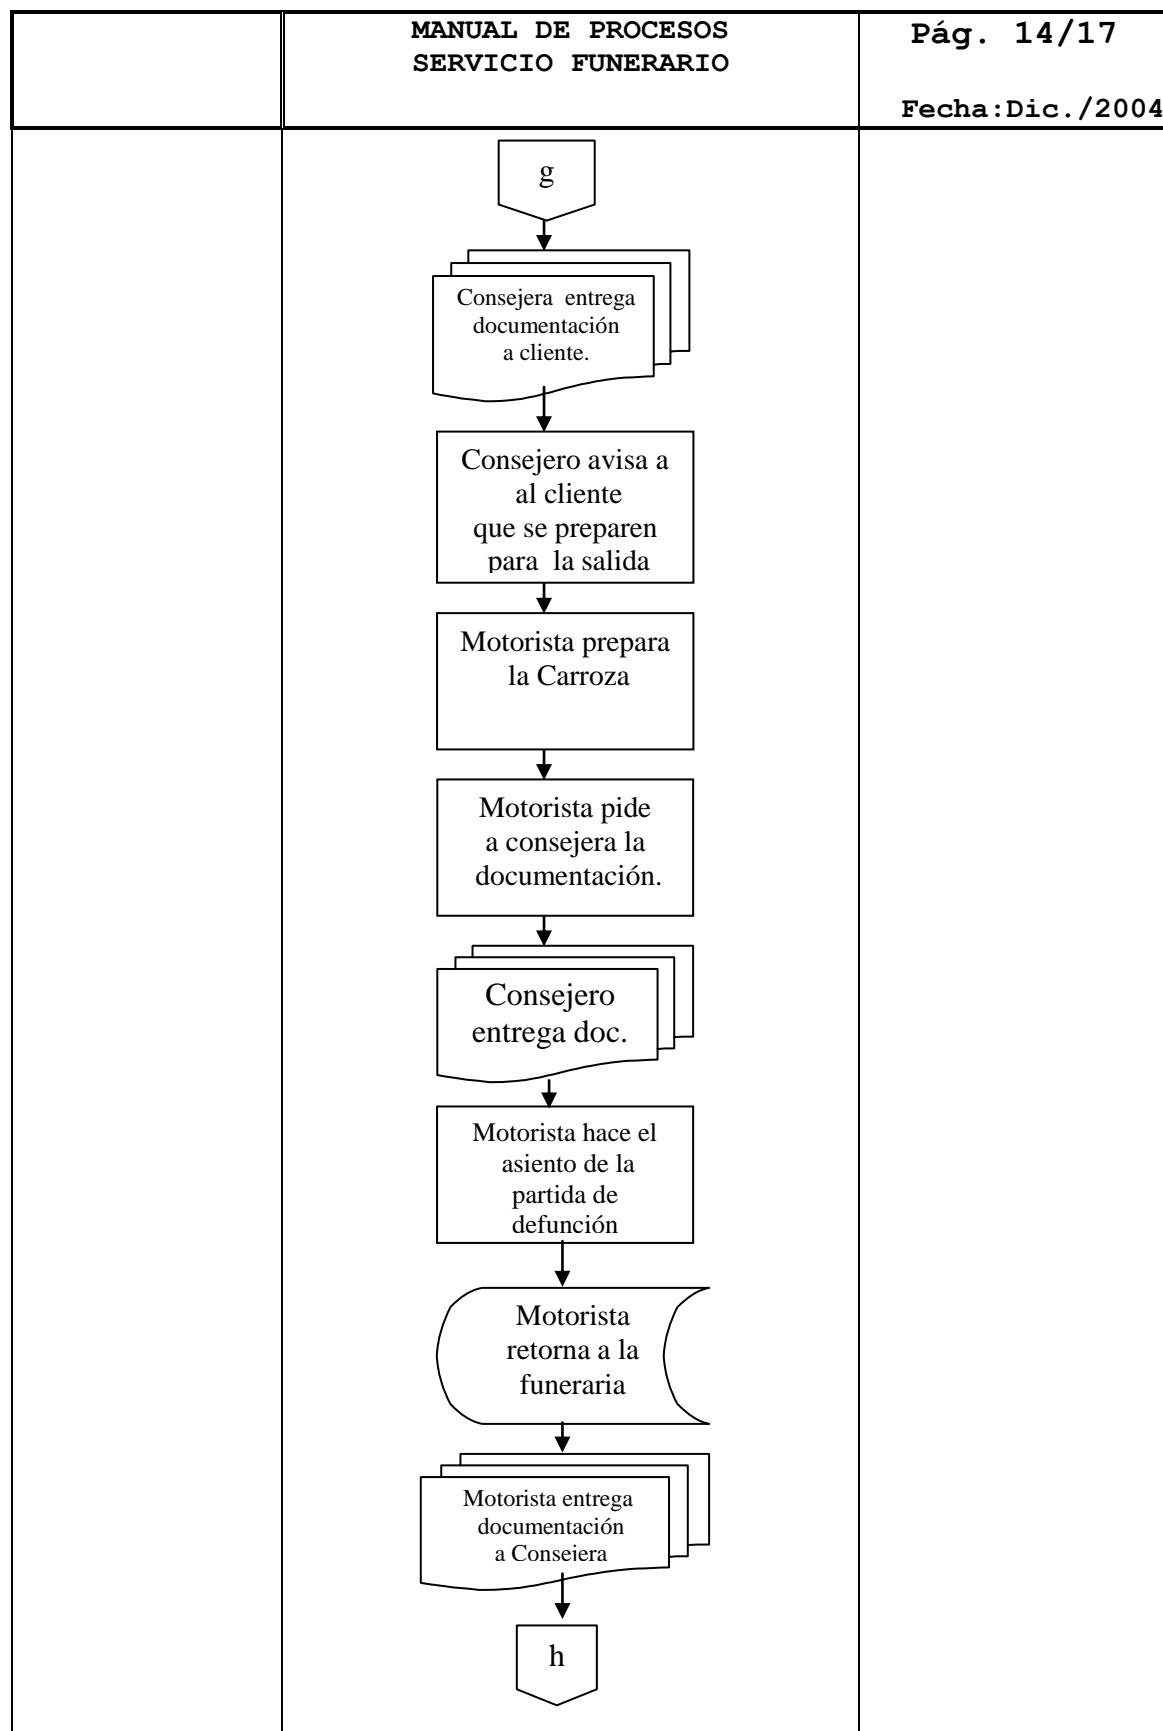 MANUAL DE PROCESOS
SERVICIO FUNERARIO
Pág. 14/17
Fecha:Dic./2004
g
Consejera entrega
documentación
a cliente.
Consejero avisa a
al cliente
que se preparen
para la salida
Motorista prepara
la Carroza
Motorista pide
a consejera la
documentación.
Consejero
entrega doc.
Motorista hace el
asiento de la
partida de
defunción
Motorista
retorna a la
funeraria
Motorista entrega
documentación
a Consejera
h